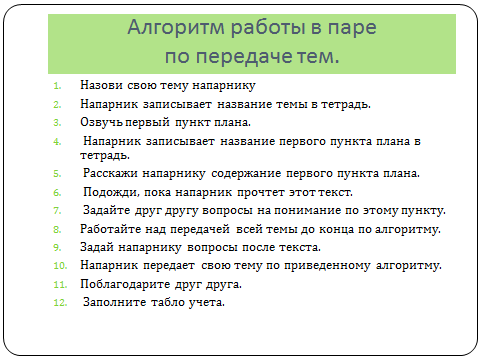 Алгоритм работы в паре
по передаче тем.
1. Назови свою тему напарнику
2. Напарник записывает название темы в тетрадь.
3. Озвучь первый пункт плана.
4. Напарник записывает название первого пункта плана в
тетрадь.
5. Расскажи напарнику содержание первого пункта плана.
6. Подожди, пока напарник прочтет этот текст.
7. Задайте друг другу вопросы на понимание по этому пункту.
8. Работайте над передачей всей темы до конца по алгоритму.
9. Задай напарнику вопросы после текста.
10. Напарник передает свою тему по приведенному алгоритму.
11. Поблагодарите друг друга.
12. Заполните табло учета.